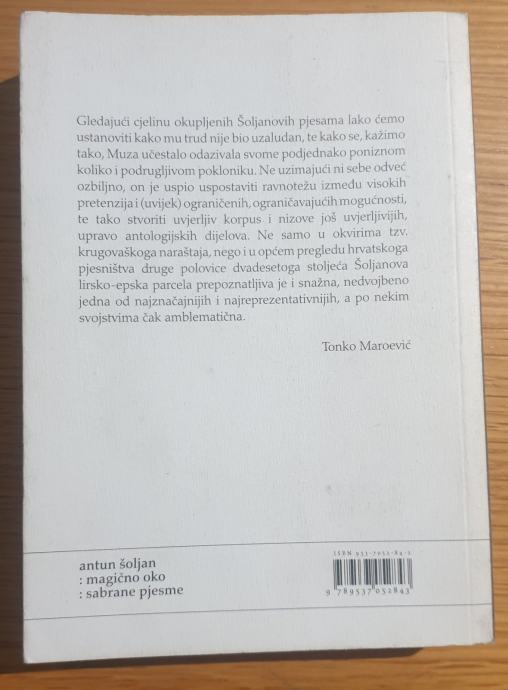 Gledajući cjelinu okupljenih Šoljanovih pjesama lako ćemo
ustanoviti kako mu trud nije bio uzaludan, te kako se, kažimo
tako, Muza učestalo odazivala svome podjednako poniznom
koliko i podrugljivom pokloniku. Ne uzimajući ni sebe odveć
ozbiljno, on je uspio uspostaviti ravnotežu između visokih
pretenzija i (uvijek) ograničenih, ograničavajućih mogućnosti,
te tako stvoriti uvjerljiv korpus i nizove još uvjerljivijih,
upravo antologijskih dijelova. Ne samo u okvirima tzv.
krugovaškoga naraštaja, nego i u općem pregledu hrvatskoga
pjesništva druge polovice dvadesetoga stoljeća Šoljanova
lirsko-epska parcela prepoznatljiva je i snažna, nedvojbeno
jedna od najznačajnijih i najreprezentativnijih, a po nekim
svojstvima čak amblematična.
Tonko Maroević
antun šoljan
: magično oko
: sabrane pjesme
ISBN
9 789537 052843